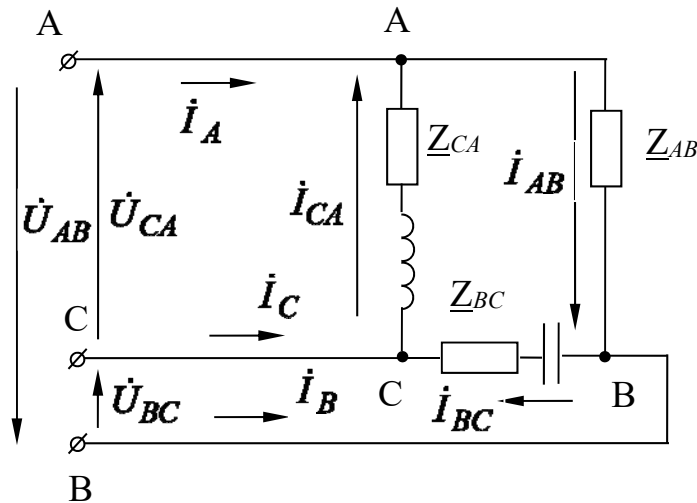 A A
İ_A Z_CA Z_AB
U̇_AB U̇_CA İ_CA İ_AB
C İ_C Z_BC
U̇_BC İ_B C İ_BC B
B